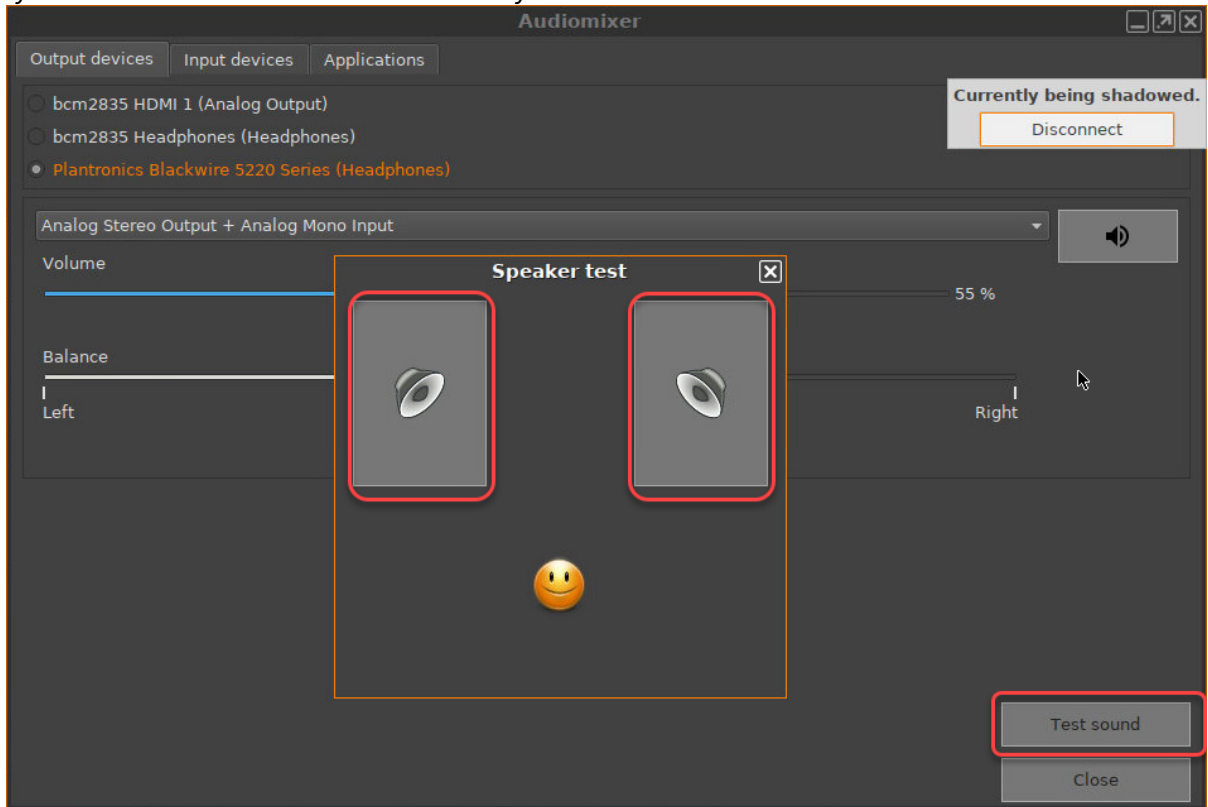 Audiomixer
Output devices Input devices Applications
bcm2835 HDMI 1 (Analog Output)
Currently being shadowed.
Disconnect
bcm2835 Headphones (Headphones)
Plantronics Blackwire 5220 Series (Headphones)
Analog Stereo Output + Analog Mono Input
Volume
Speaker test
55 %
Balance
Left
Right
Test sound
Close